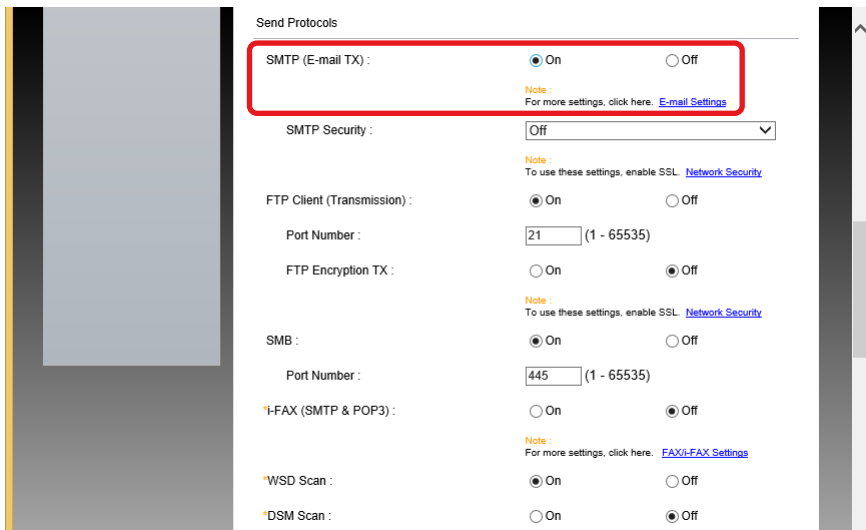 Send Protocols
SMTP (E-mail TX) : On Off
Note :
For more settings, click here. E-mail Settings
SMTP Security : Off
Note :
To use these settings, enable SSL. Network Security
FTP Client (Transmission) : On Off
Port Number : 21 (1 - 65535)
FTP Encryption TX : On Off
Note :
To use these settings, enable SSL. Network Security
SMB : On Off
Port Number : 445 (1 - 65535)
*i-FAX (SMTP & POP3) : On Off
Note :
For more settings, click here. FAX/i-FAX Settings
*WSD Scan : On Off
*DSM Scan : On Off